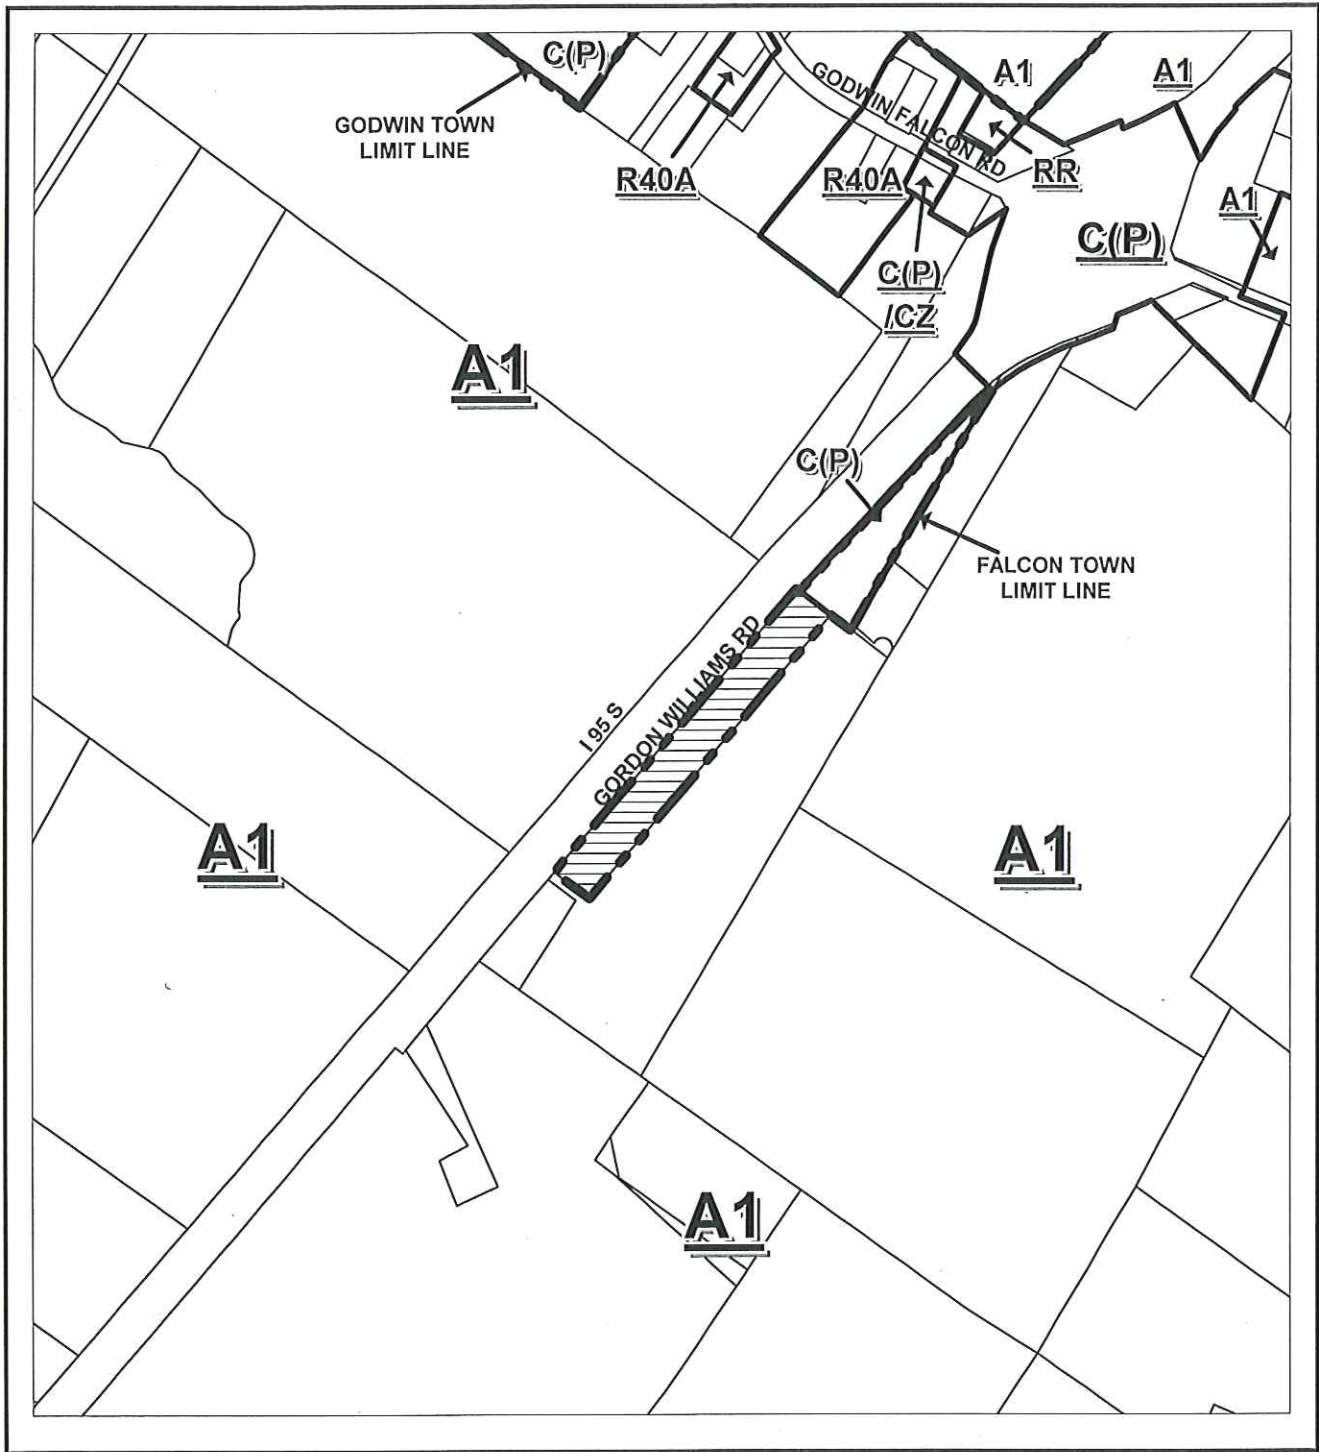 C(P)
A1
A1
GODWIN FALCON RD
GODWIN TOWN
LIMIT LINE
R40A
R40A
RR
A1
C(P)
C(P)
/CZ
A1
C(P)
FALCON TOWN
LIMIT LINE
GORDON WILLIAMS RD
I 95 S
A1
A1
A1